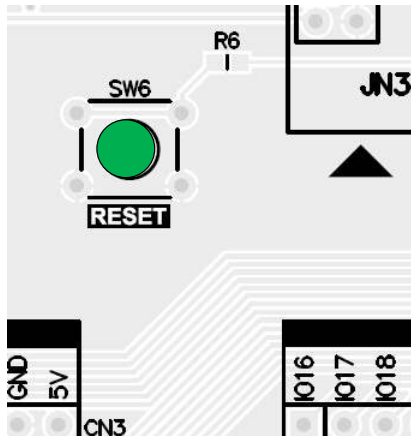 R6
SW6
JN3
RESET
GND
5V
IO16
IO17
IO18
CN3